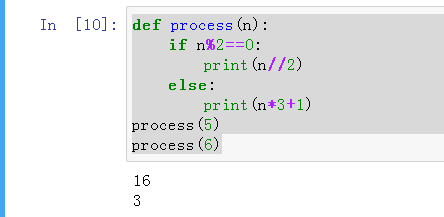 In [10]: def process(n):
    if n%2==0:
        print(n//2)
    else:
        print(n*3+1)
process(5)
process(6)
16
3